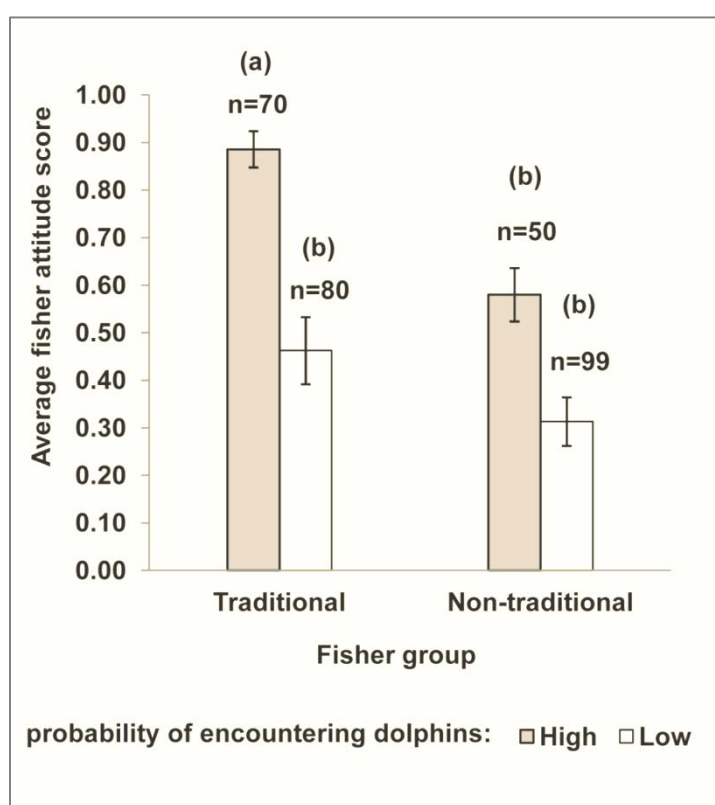 (a)
n=70
(b)
n=80
(b)
n=50
(b)
n=99
Average fisher attitude score
1.00
0.90
0.80
0.70
0.60
0.50
0.40
0.30
0.20
0.10
0.00
Traditional Non-traditional
Fisher group
probability of encountering dolphins: High Low